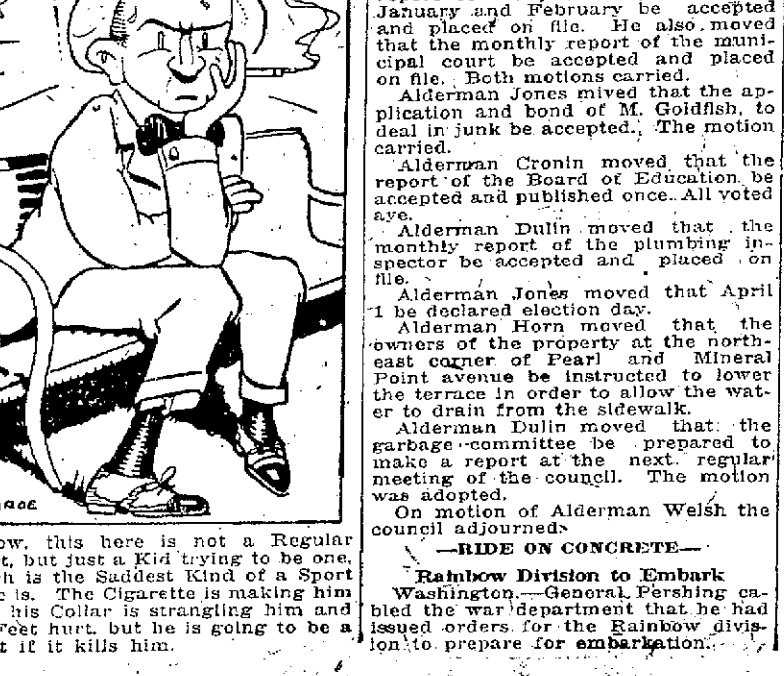 ow, this here is not a Regular
t, but just a Kid trying to be one,
h is the Saddest Kind of a Sport
is. The Cigarette is making him
his Collar is strangling him and
Feet hurt, but he is going to be a
t if it kills him.
January and February be accepted
and placed on file. He also moved
that the monthly report of the muni-
cipal court be accepted and placed
on file. Both motions carried.
Alderman Jones mived that the ap-
plication and bond of M. Goldfish, to
deal in junk be accepted. The motion
carried.
Alderman Cronin moved that the
report of the Board of Education be
accepted and published once. All voted
aye.
Alderman Dulin moved that the
monthly report of the plumbing in-
spector be accepted and placed on
file.
Alderman Jones moved that April
1 be declared election day.
Alderman Horn moved that the
owners of the property at the north-
east corner of Pearl and Mineral
Point avenue be instructed to lower
the terrace in order to allow the wat-
er to drain from the sidewalk.
Alderman Dulin moved that the
garbage committee be prepared to
make a report at the next regular
meeting of the council. The motion
was adopted.
On motion of Alderman Welsh the
council adjourned.
—RIDE ON CONCRETE—
Rainbow Division to Embark
Washington.—General Pershing ca-
bled the war department that he had
issued orders for the Rainbow divis-
ion to prepare for embarkation.